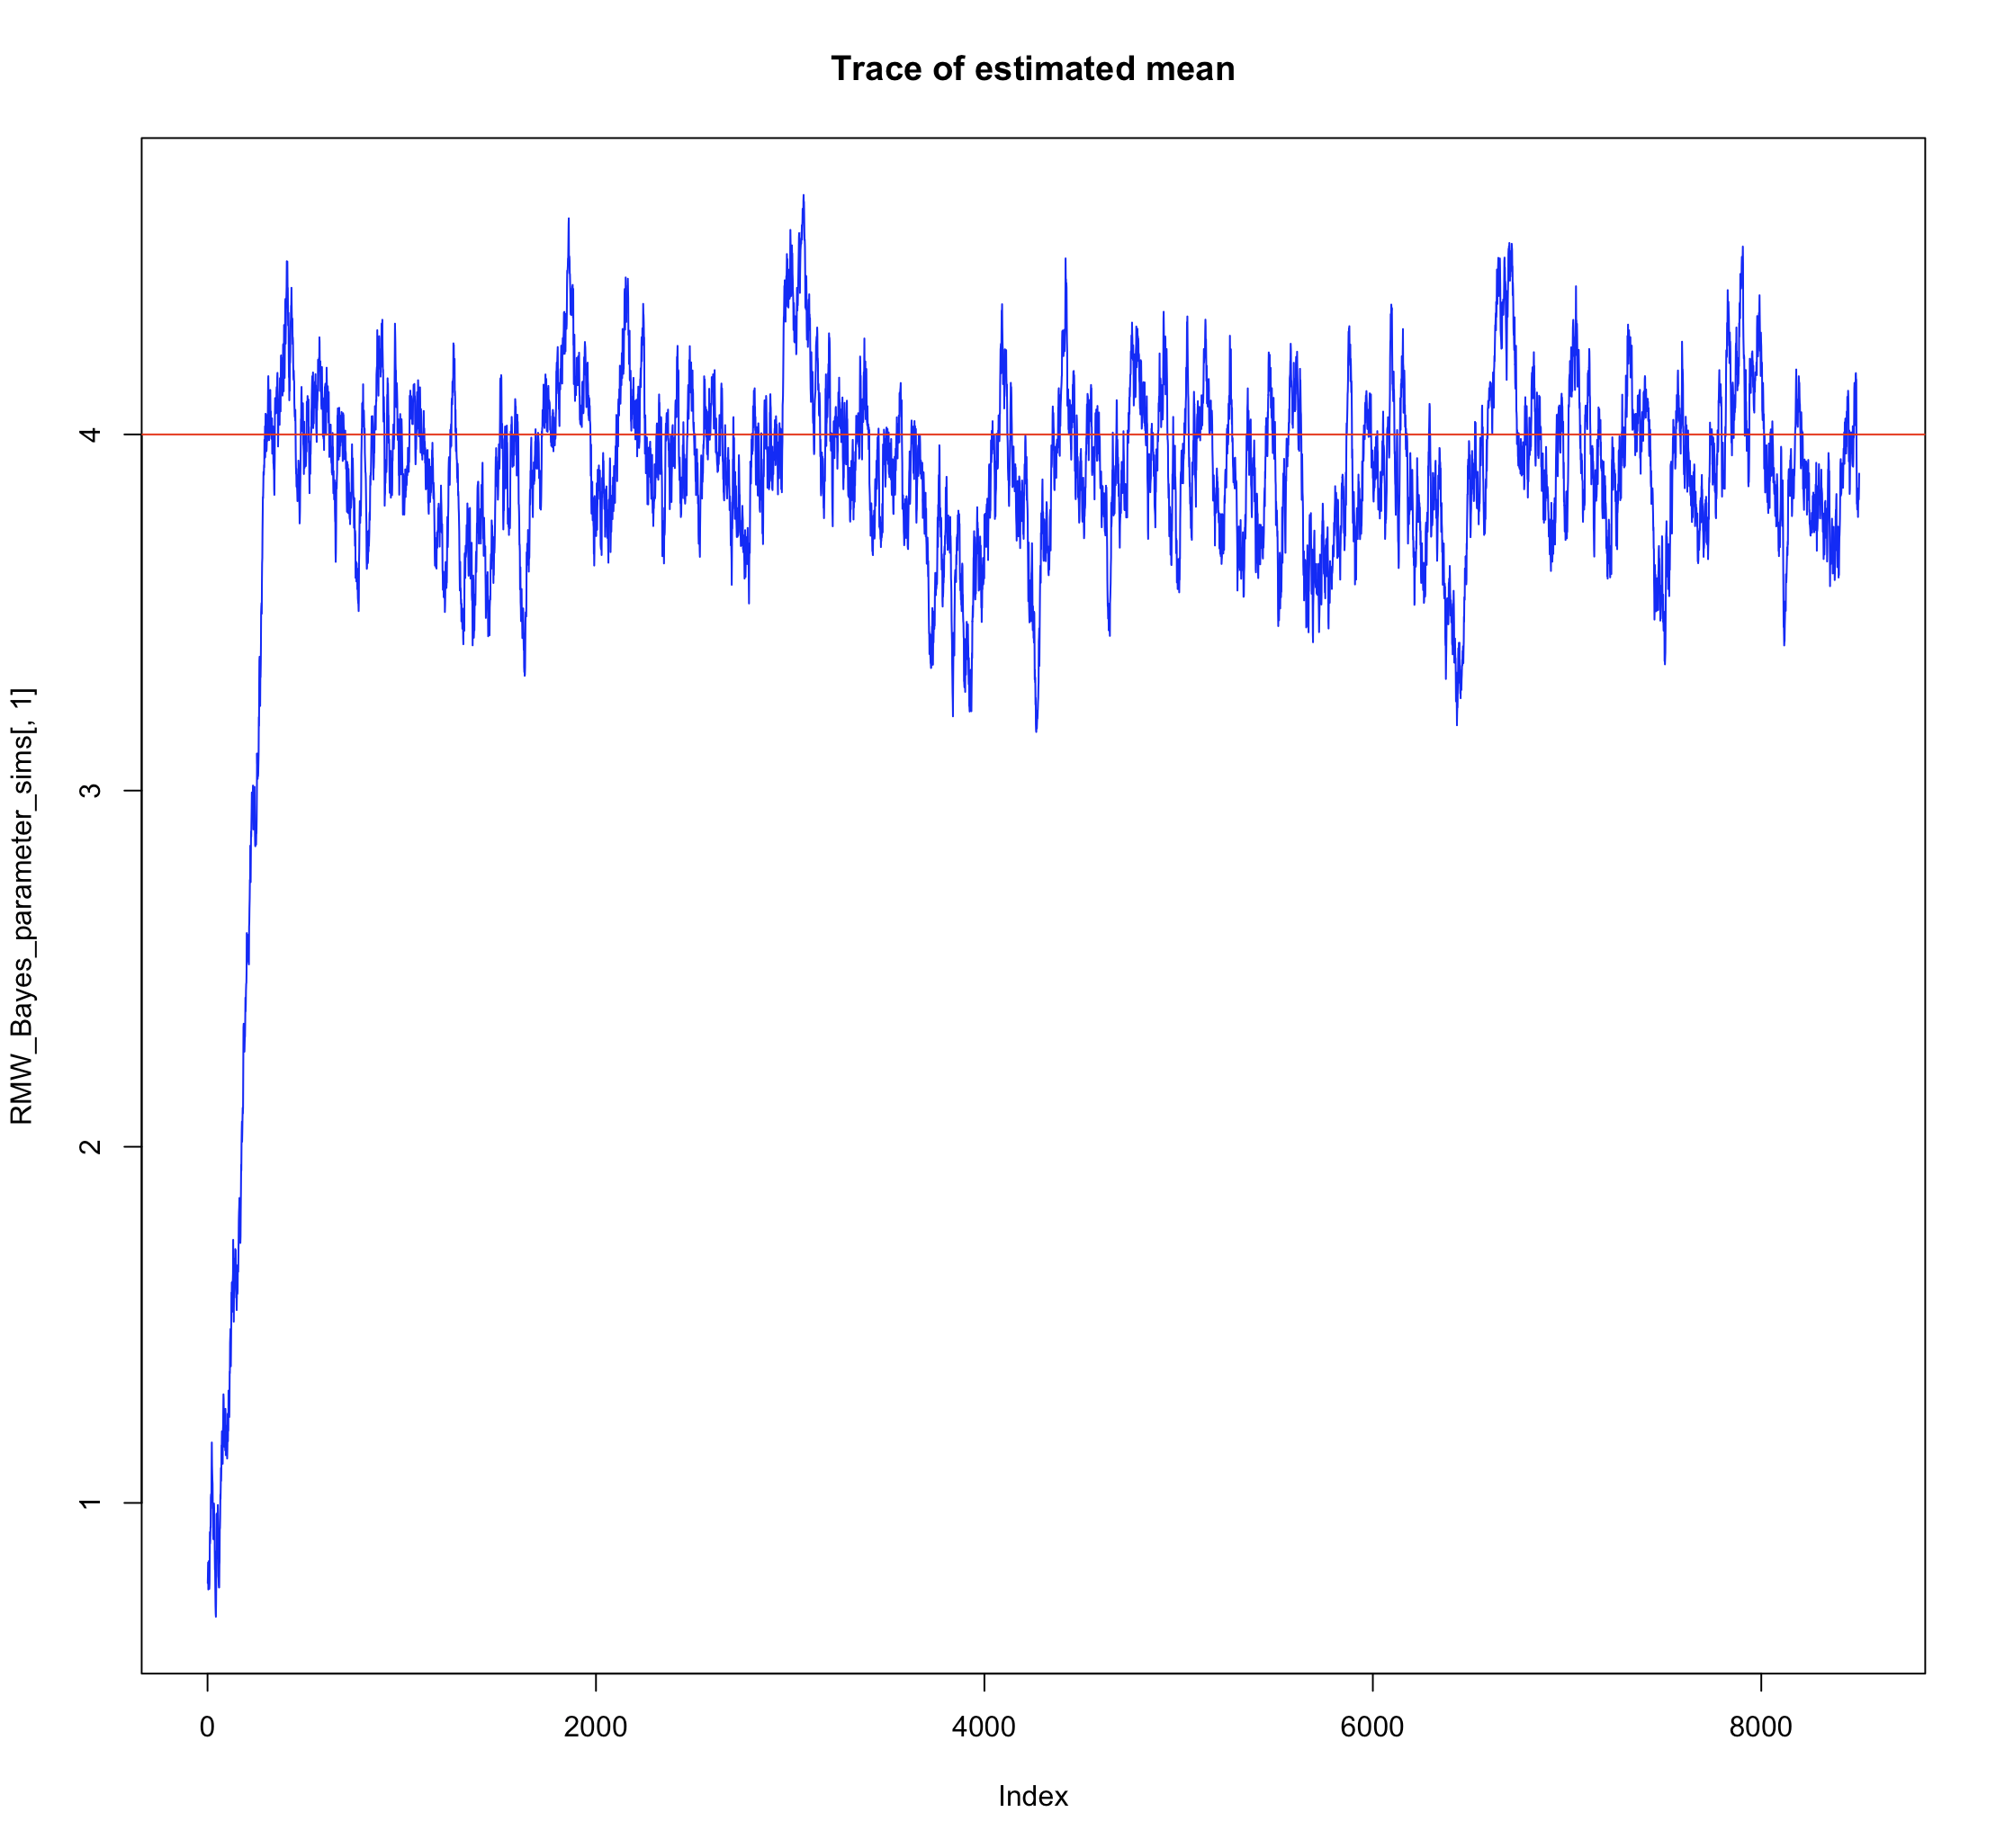 Trace of estimated mean
RMW_Bayes_parameter_sims[, 1]
4
3
2
1
0 2000 4000 6000 8000
Index